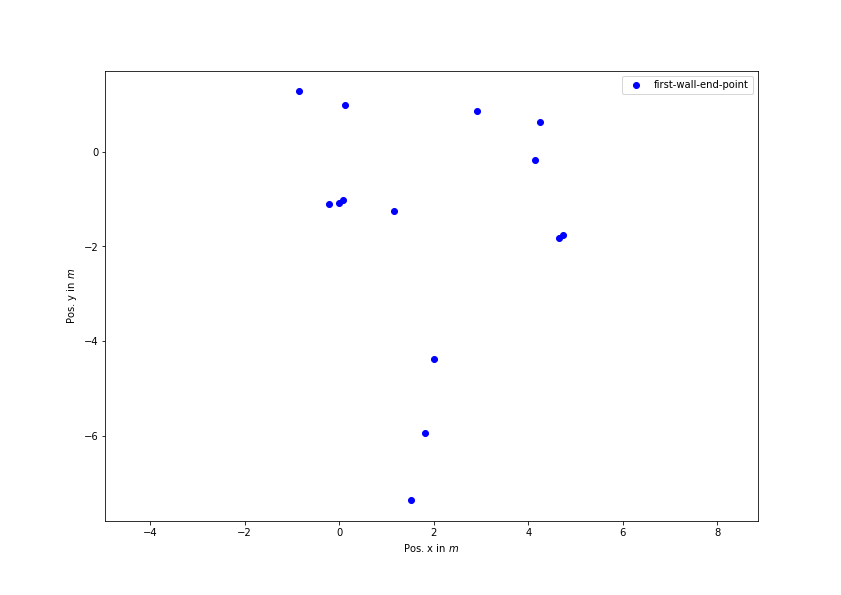 first-wall-end-point
0
−2
−4
−6
Pos. y in m
−4 −2 0 2 4 6 8
Pos. x in m